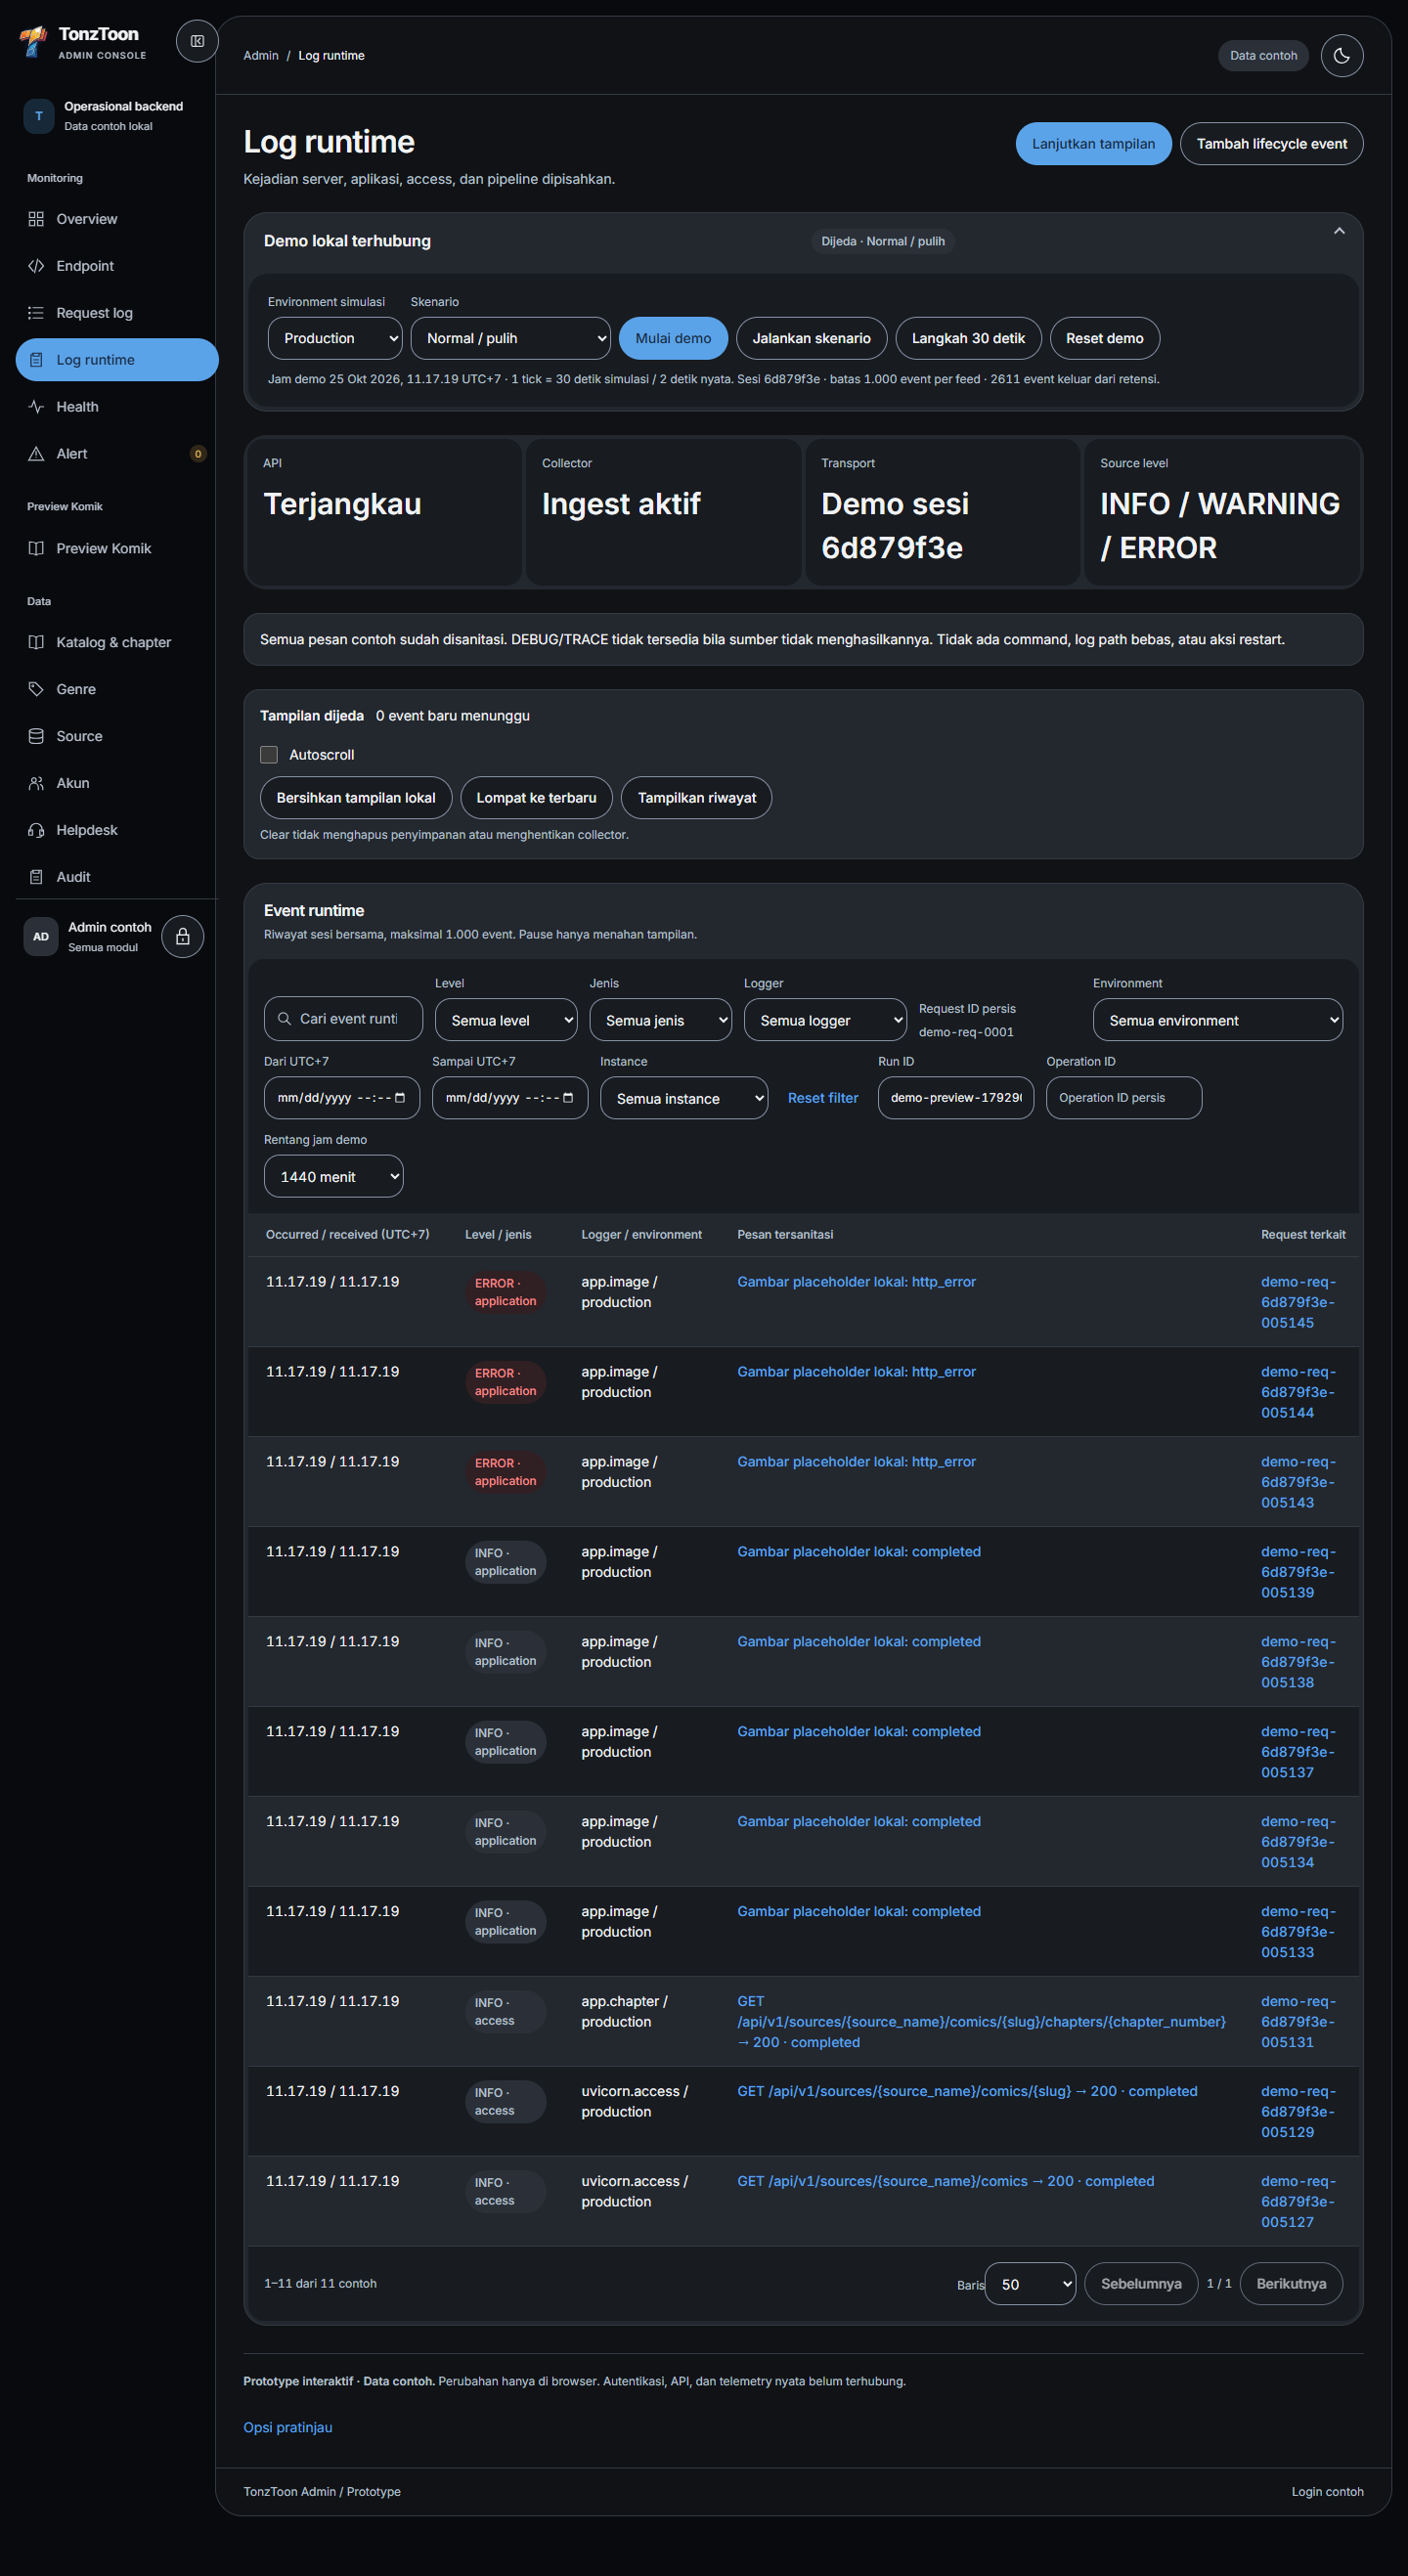 TonzToon
ADMIN CONSOLE
T
Operasional backend
Data contoh lokal
Monitoring
Overview
Endpoint
Request log
Log runtime
Health
Alert
0
Preview Komik
Preview Komik
Data
Katalog & chapter
Genre
Source
Akun
Helpdesk
Audit
AD
Admin contoh
Semua modul
Admin / Log runtime
Data contoh
Log runtime
Kejadian server, aplikasi, access, dan pipeline dipisahkan.
Lanjutkan tampilan
Tambah lifecycle event
Demo lokal terhubung
Dijeda · Normal / pulih
Environment simulasi
Skenario
Production
Normal / pulih
Mulai demo
Jalankan skenario
Langkah 30 detik
Reset demo
Jam demo 25 Okt 2026, 11.17.19 UTC+7 · 1 tick = 30 detik simulasi / 2 detik nyata. Sesi 6d879f3e · batas 1.000 event per feed · 2611 event keluar dari retensi.
API
Terjangkau
Collector
Ingest aktif
Transport
Demo sesi
6d879f3e
Source level
INFO / WARNING
/ ERROR
Semua pesan contoh sudah disanitasi. DEBUG/TRACE tidak tersedia bila sumber tidak menghasilkannya. Tidak ada command, log path bebas, atau aksi restart.
Tampilan dijeda 0 event baru menunggu
Autoscroll
Bersihkan tampilan lokal
Lompat ke terbaru
Tampilkan riwayat
Clear tidak menghapus penyimpanan atau menghentikan collector.
Event runtime
Riwayat sesi bersama, maksimal 1.000 event. Pause hanya menahan tampilan.
Cari event runti
Level
Semua level
Jenis
Semua jenis
Logger
Semua logger
Request ID persis
demo-req-0001
Environment
Semua environment
Dari UTC+7
mm/dd/yyyy --:--
Sampai UTC+7
mm/dd/yyyy --:--
Instance
Semua instance
Reset filter
Run ID
demo-preview-17929
Operation ID
Operation ID persis
Rentang jam demo
1440 menit
Occurred / received (UTC+7)
Level / jenis
Logger / environment
Pesan tersanitasi
Request terkait
11.17.19 / 11.17.19
ERROR ·
application
app.image /
production
Gambar placeholder lokal: http_error
demo-req-
6d879f3e-
005145
11.17.19 / 11.17.19
ERROR ·
application
app.image /
production
Gambar placeholder lokal: http_error
demo-req-
6d879f3e-
005144
11.17.19 / 11.17.19
ERROR ·
application
app.image /
production
Gambar placeholder lokal: http_error
demo-req-
6d879f3e-
005143
11.17.19 / 11.17.19
INFO ·
application
app.image /
production
Gambar placeholder lokal: completed
demo-req-
6d879f3e-
005139
11.17.19 / 11.17.19
INFO ·
application
app.image /
production
Gambar placeholder lokal: completed
demo-req-
6d879f3e-
005138
11.17.19 / 11.17.19
INFO ·
application
app.image /
production
Gambar placeholder lokal: completed
demo-req-
6d879f3e-
005137
11.17.19 / 11.17.19
INFO ·
application
app.image /
production
Gambar placeholder lokal: completed
demo-req-
6d879f3e-
005134
11.17.19 / 11.17.19
INFO ·
application
app.image /
production
Gambar placeholder lokal: completed
demo-req-
6d879f3e-
005133
11.17.19 / 11.17.19
INFO ·
access
app.chapter /
production
GET
/api/v1/sources/{source_name}/comics/{slug}/chapters/{chapter_number}
→ 200 · completed
demo-req-
6d879f3e-
005131
11.17.19 / 11.17.19
INFO ·
access
uvicorn.access /
production
GET /api/v1/sources/{source_name}/comics/{slug} → 200 · completed
demo-req-
6d879f3e-
005129
11.17.19 / 11.17.19
INFO ·
access
uvicorn.access /
production
GET /api/v1/sources/{source_name}/comics → 200 · completed
demo-req-
6d879f3e-
005127
1–11 dari 11 contoh
Baris
50
Sebelumnya
1 / 1
Berikutnya
Prototype interaktif · Data contoh. Perubahan hanya di browser. Autentikasi, API, dan telemetry nyata belum terhubung.
Opsi pratinjau
TonzToon Admin / Prototype
Login contoh